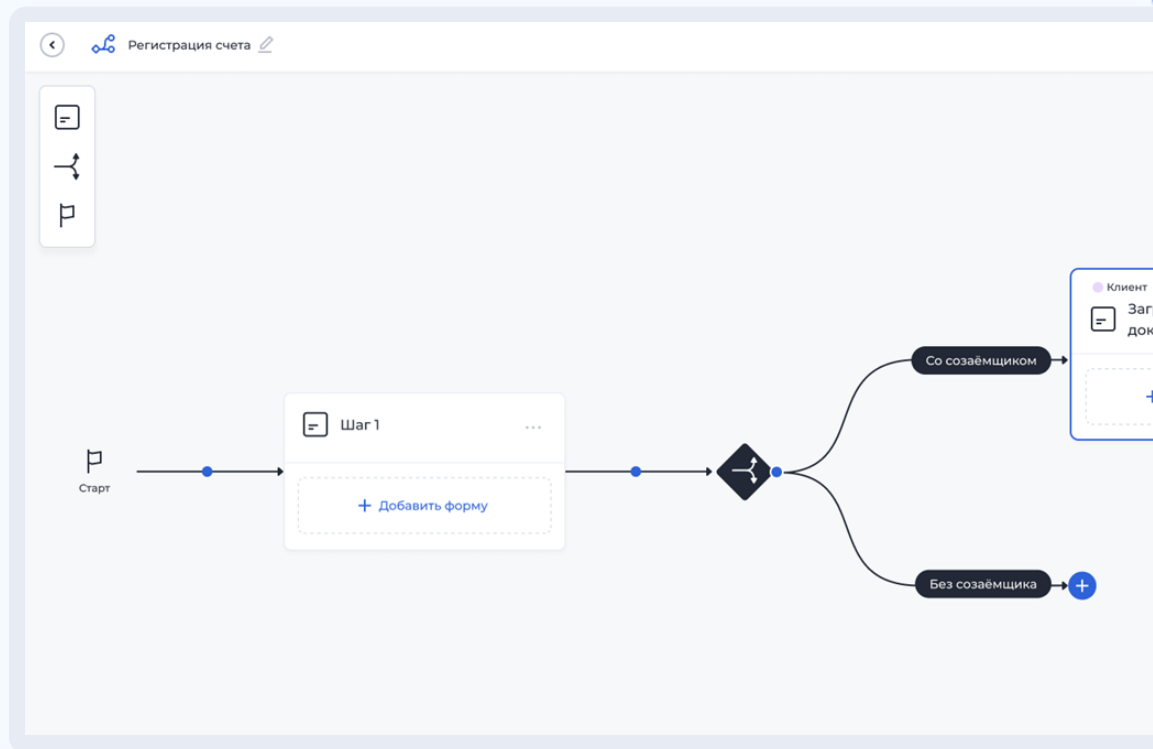 Регистрация счета
Клиент
Со созаёмщиком
Шаг 1
Старт
Добавить форму
Без созаёмщика